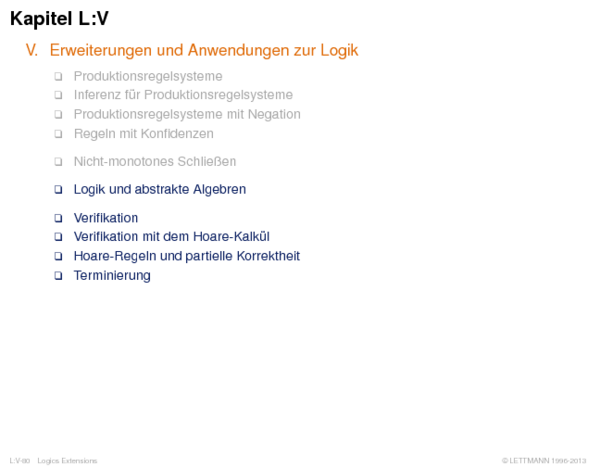 Kapitel L:V
V. Erweiterungen und Anwendungen zur Logik
❑ Produktionsregelsysteme
❑ Inferenz für Produktionsregelsysteme
❑ Produktionsregelsysteme mit Negation
❑ Regeln mit Konfidenzen
❑ Nicht-monotones Schließen
❑ Logik und abstrakte Algebren
❑ Verifikation
❑ Verifikation mit dem Hoare-Kalkül
❑ Hoare-Regeln und partielle Korrektheit
❑ Terminierung
L:V-80 Logics Extensions © LETTMANN 1996-2013